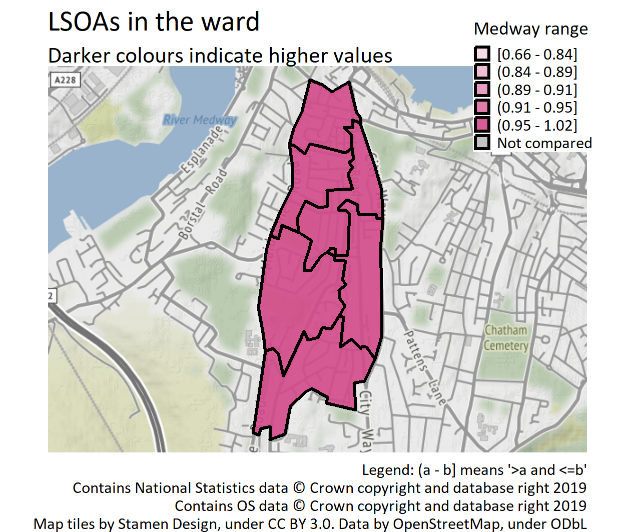 LSOAs in the ward
Darker colours indicate higher values
Medway range
[0.66 - 0.84]
(0.84 - 0.89]
(0.89 - 0.91]
(0.91 - 0.95]
(0.95 - 1.02]
Not compared
A228
River Medway
Esplanade
Borstal - Road
2
Chatham
Cemetery
Pattens-Lane
City-Way
Legend: (a - b] means '>a and <=b'
Contains National Statistics data © Crown copyright and database right 2019
Contains OS data © Crown copyright and database right 2019
Map tiles by Stamen Design, under CC BY 3.0. Data by OpenStreetMap, under ODbL